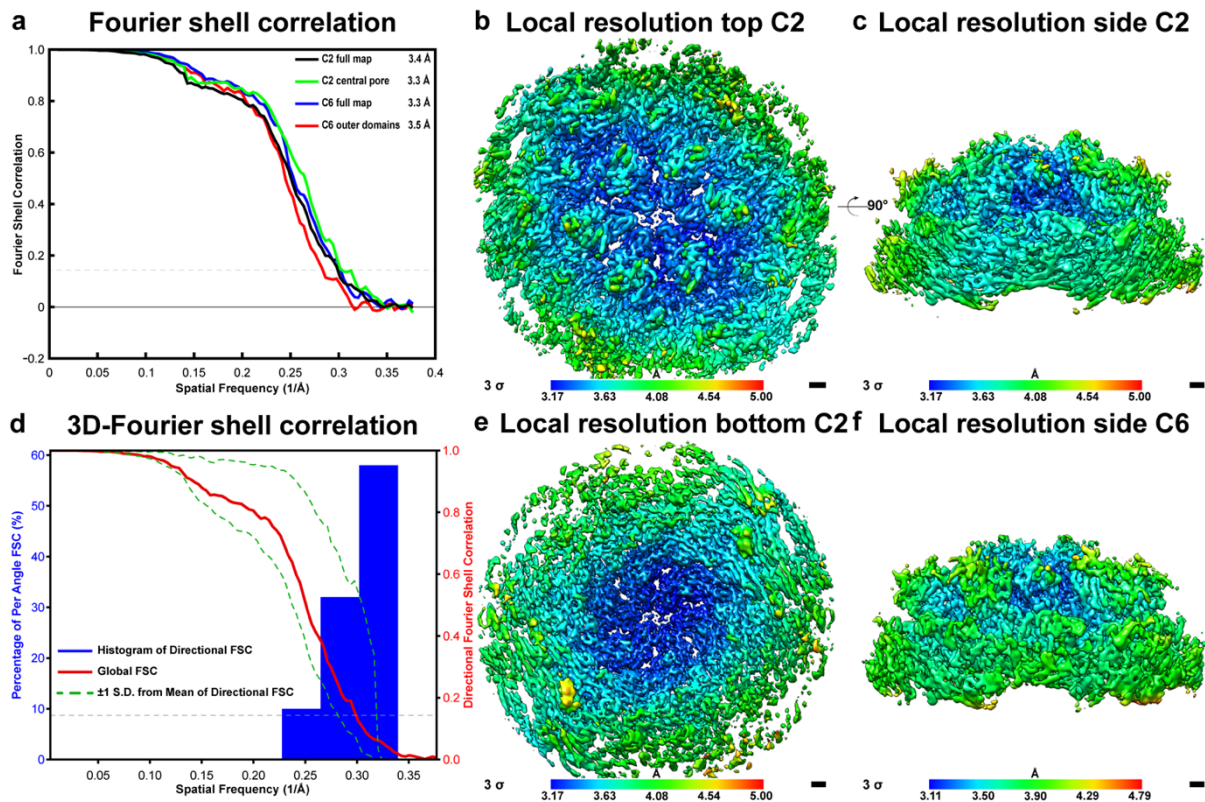 a Fourier shell correlation
1.0
0.8
0.6
0.4
0.2
0
−0.2
Fourier Shell Correlation
C2 full map 3.4 Å
C2 central pore 3.3 Å
C6 full map 3.3 Å
C6 outer domains 3.5 Å
0 0.05 0.1 0.15 0.2 0.25 0.3 0.35 0.4
Spatial Frequency (1/Å)
b Local resolution top C2
Å
3 σ
3.17 3.63 4.08 4.54 5.00
c Local resolution side C2
90°
Å
3 σ
3.17 3.63 4.08 4.54 5.00
d 3D-Fourier shell correlation
60
50
40
30
20
10
0
Percentage of Per Angle FSC (%)
1.0
0.8
0.6
0.4
0.2
0.0
Directional Fourier Shell Correlation
Histogram of Directional FSC
Global FSC
±1 S.D. from Mean of Directional FSC
0.05 0.10 0.15 0.20 0.25 0.30 0.35
Spatial Frequency (1/Å)
e Local resolution bottom C2
Å
3 σ
3.17 3.63 4.08 4.54 5.00
f Local resolution side C6
Å
3 σ
3.11 3.51 3.90 4.29 4.79